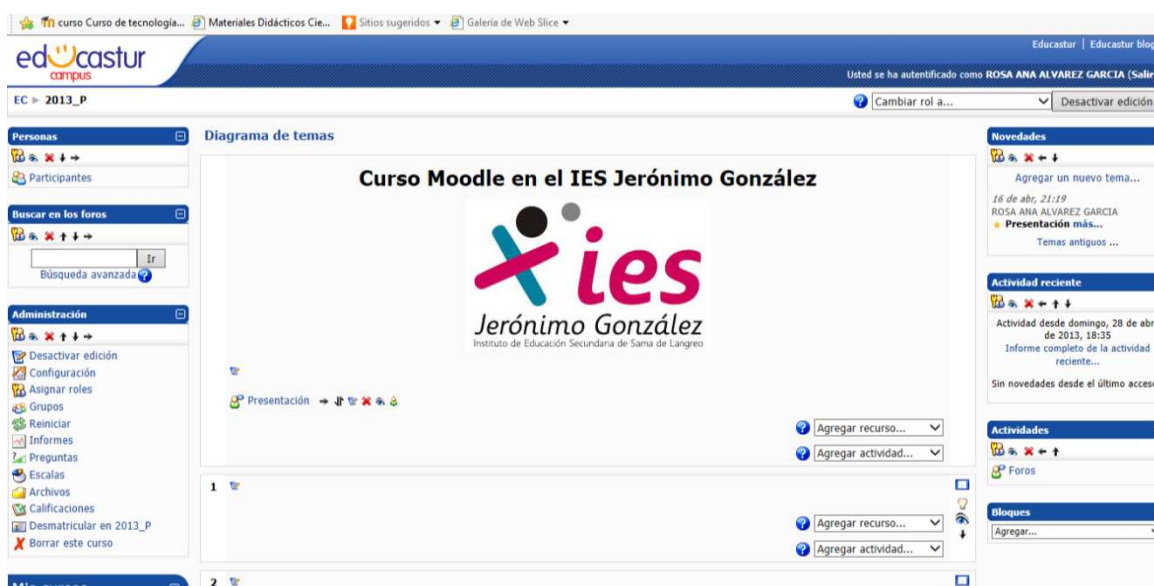 curso Curso de tecnología... Materiales Didácticos Cie... Sitios sugeridos Galería de Web Slice
educastur
campus
Educastur | Educastur blog
Usted se ha autentificado como ROSA ANA ALVAREZ GARCIA (Salir
EC ► 2013_P
Cambiar rol a...
Desactivar edición
Personas
Participantes
Buscar en los foros
Ir
Búsqueda avanzada
Administración
Desactivar edición
Configuración
Asignar roles
Grupos
Reiniciar
Informes
Preguntas
Escalas
Archivos
Calificaciones
Desmatricular en 2013_P
Borrar este curso
Diagrama de temas
Curso Moodle en el IES Jerónimo González
ies
Jerónimo González
Instituto de Educación Secundaria de Sama de Langreo
Presentación
Agregar recurso...
Agregar actividad...
1
Agregar recurso...
Agregar actividad...
2
Novedades
Agregar un nuevo tema...
16 de abr, 21:19
ROSA ANA ALVAREZ GARCIA
Presentación más...
Temas antiguos ...
Actividad reciente
Actividad desde domingo, 28 de abr
de 2013, 18:35
Informe completo de la actividad
reciente...
Sin novedades desde el último acces
Actividades
Foros
Bloques
Agregar...